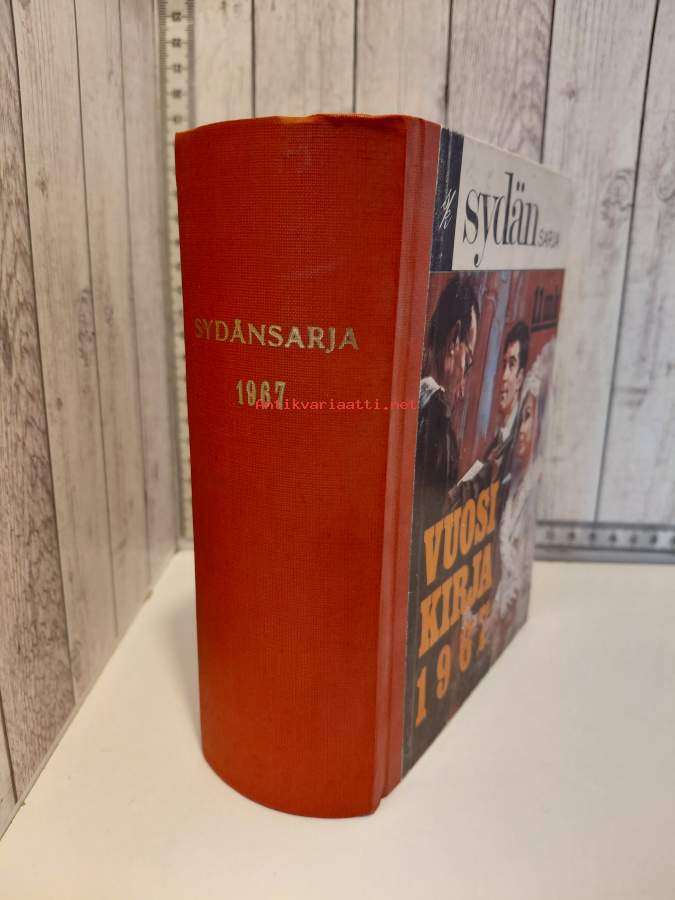 SYDÄNSARJA
1967
Antikvariaatti.net
sydän
SARJA
VUOSI
KIRJA
1967